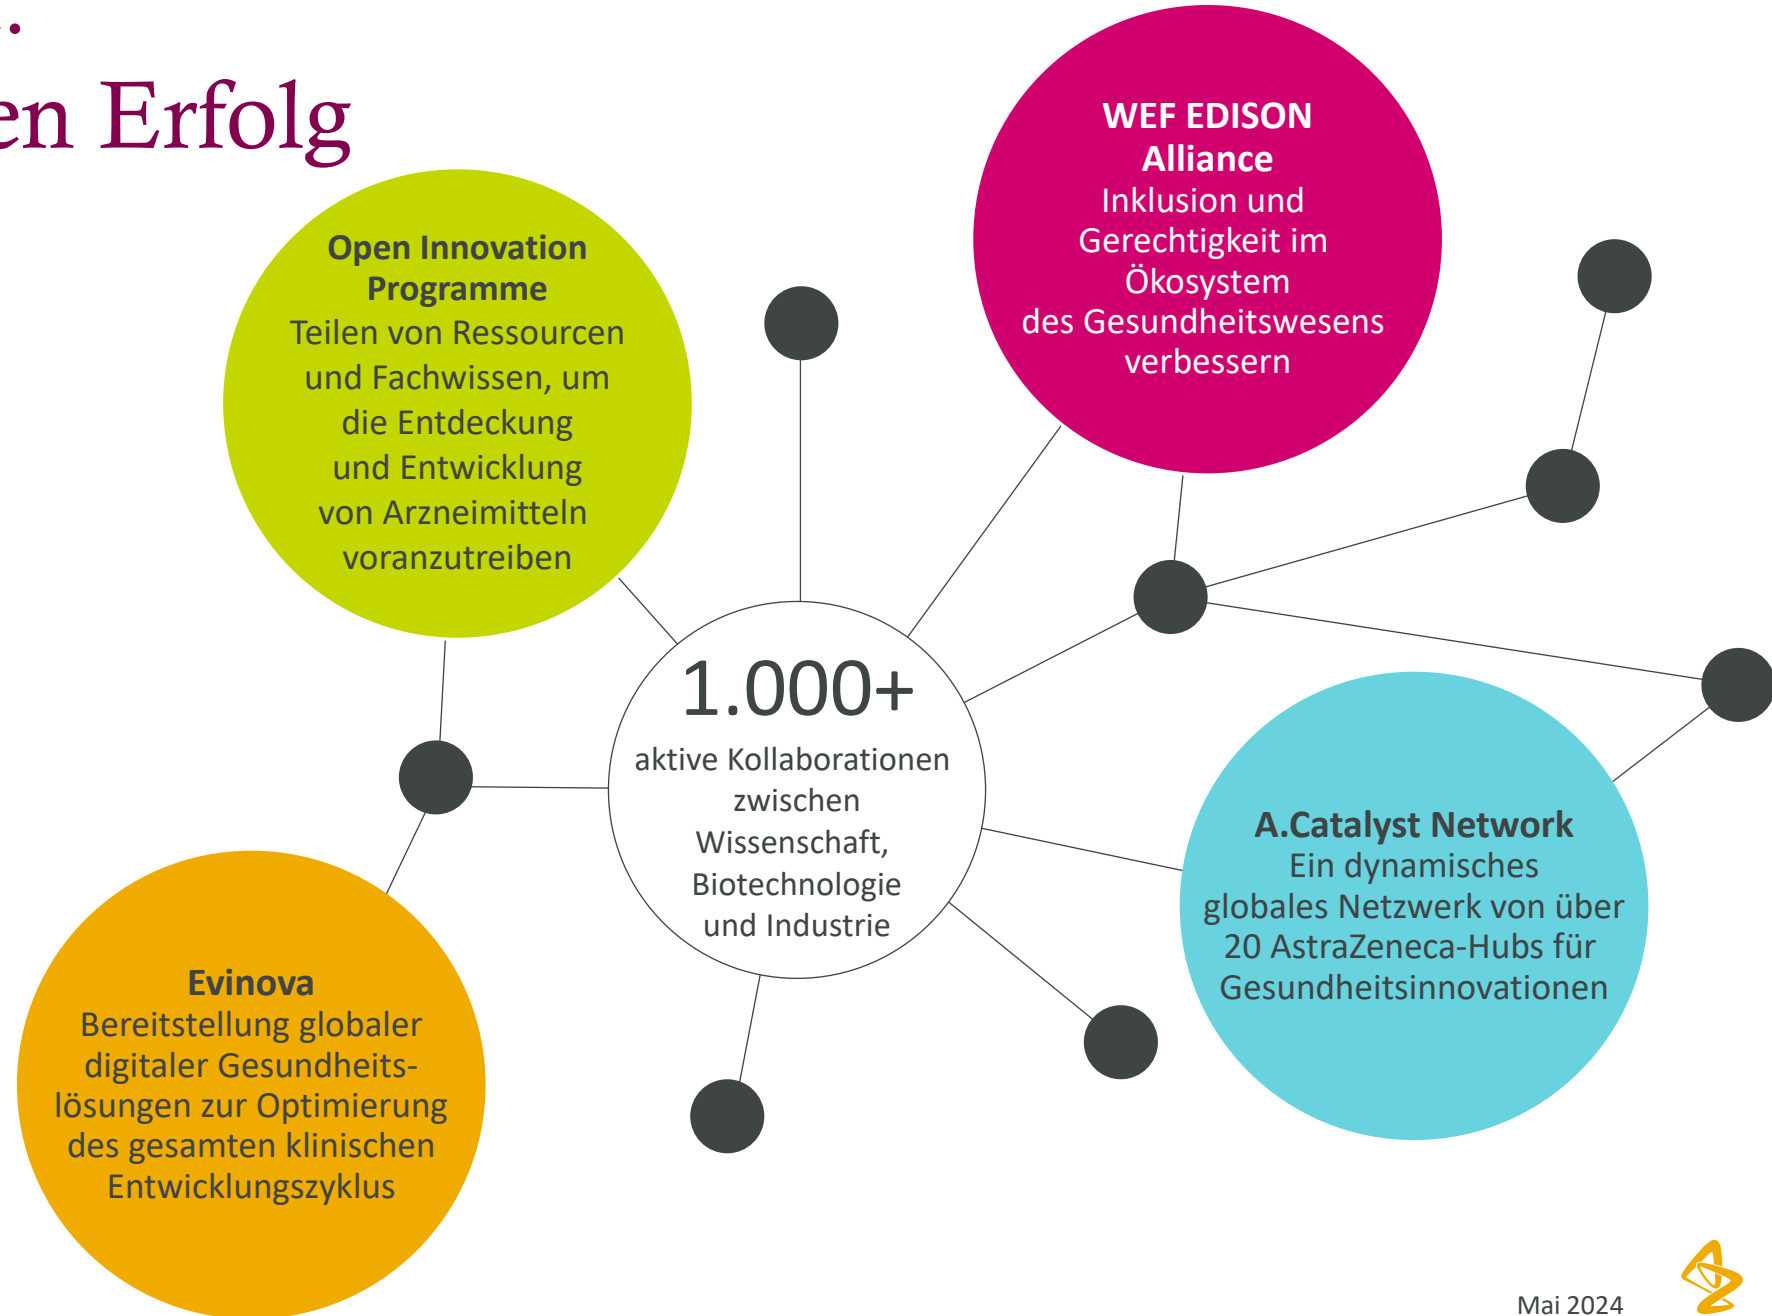 en Erfolg
Open Innovation
Programme
Teilen von Ressourcen
und Fachwissen, um
die Entdeckung
und Entwicklung
von Arzneimitteln
voranzutreiben
WEF EDISON
Alliance
Inklusion und
Gerechtigkeit im
Ökosystem
des Gesundheitswesens
verbessern
1.000+
aktive Kollaborationen
zwischen
Wissenschaft,
Biotechnologie
und Industrie
A.Catalyst Network
Ein dynamisches
globales Netzwerk von über
20 AstraZeneca-Hubs für
Gesundheitsinnovationen
Evinova
Bereitstellung globaler
digitaler Gesundheits-
lösungen zur Optimierung
des gesamten klinischen
Entwicklungszyklus
Mai 2024